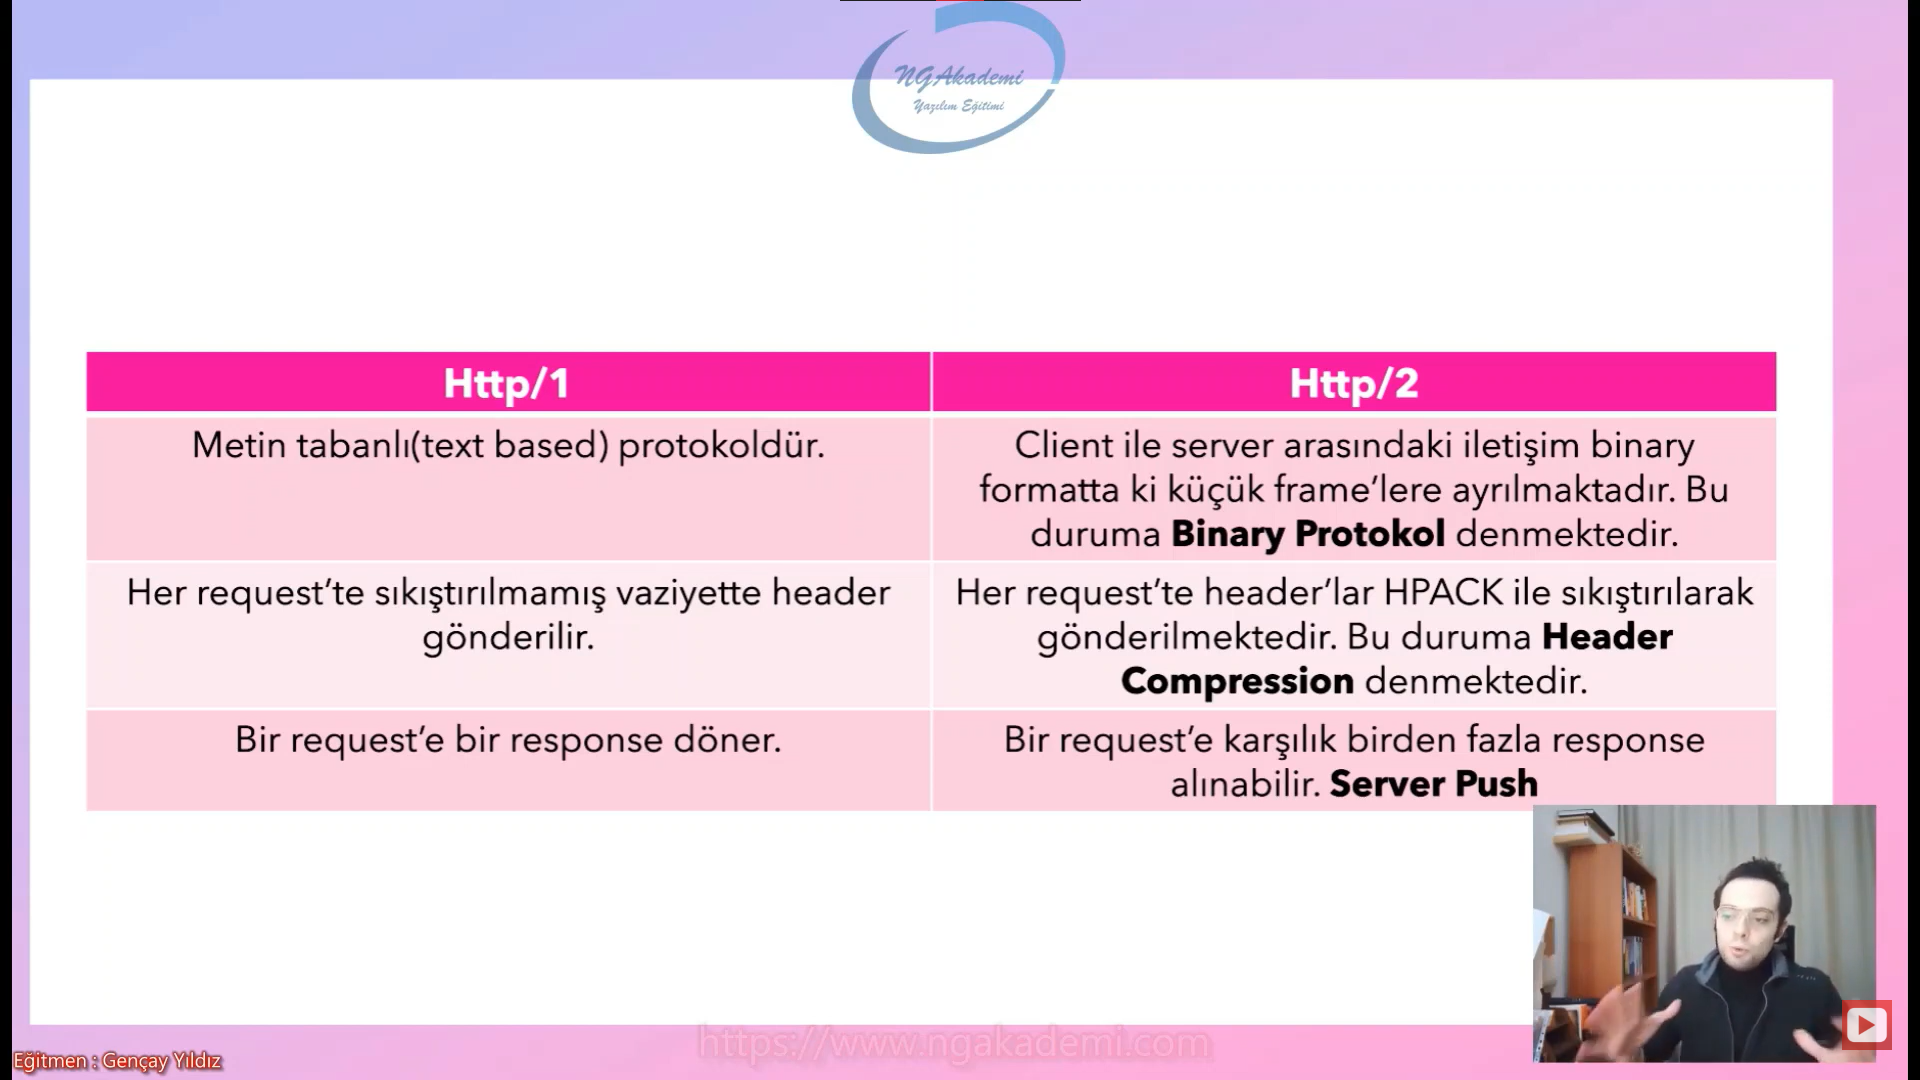 NGAkademi
Yazılım Eğitimi
Http/1
Http/2
Metin tabanlı(text based) protokoldür.
Client ile server arasındaki iletişim binary
formatta ki küçük frame’lere ayrılmaktadır. Bu
duruma Binary Protokol denmektedir.
Her request’te sıkıştırılmamış vaziyette header
gönderilir.
Her request’te header’lar HPACK ile sıkıştırılarak
gönderilmektedir. Bu duruma Header
Compression denmektedir.
Bir request’e bir response döner.
Bir request’e karşılık birden fazla response
alınabilir. Server Push
https://www.ngakademi.com
Eğitmen : Gençay Yıldız